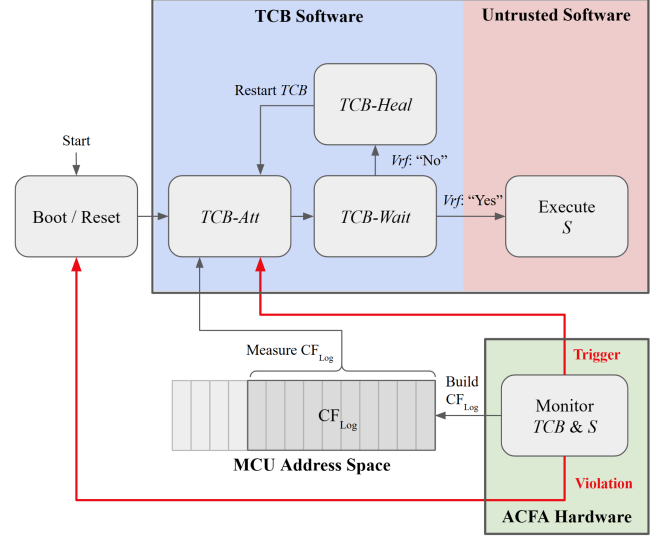 TCB Software
Untrusted Software
Restart TCB
TCB-Heal
Start
Vrf: “No”
Vrf: “Yes”
Boot / Reset
TCB-Att
TCB-Wait
Execute
S
Measure CFLog
Trigger
Build
CFLog
CFLog
Monitor
TCB & S
MCU Address Space
Violation
ACFA Hardware